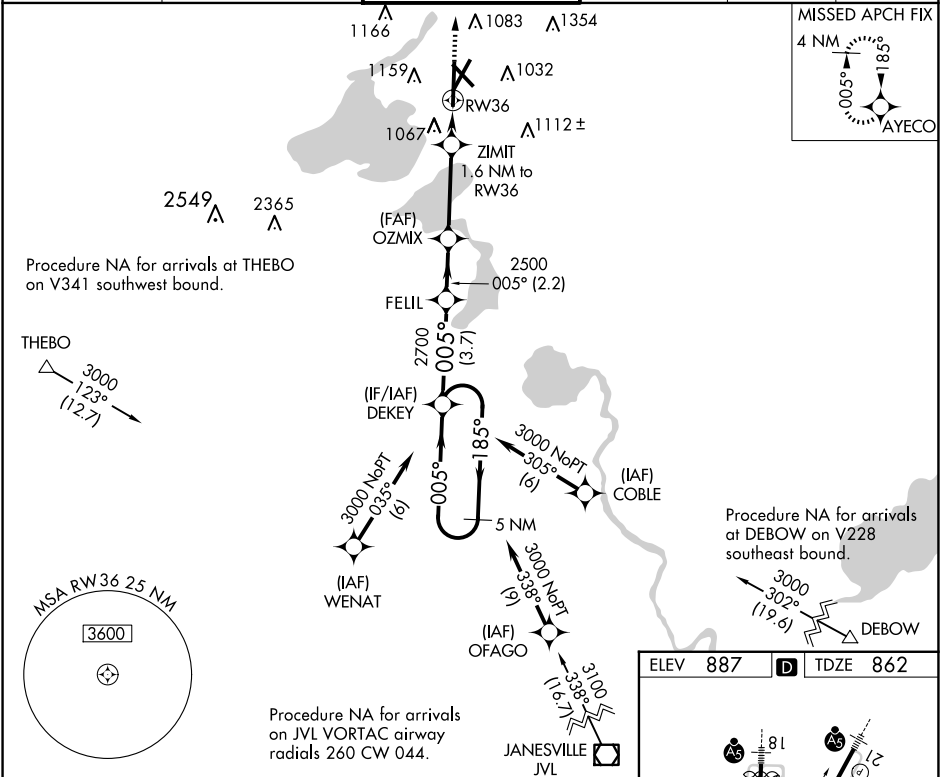 MISSED APCH FIX
4 NM
185°
005°
AYECO
1166
1083
1354
1159
1032
RW36
1067
1112 ±
ZIMIT
1.6 NM to
RW36
2549
2365
(FAF)
OZMIX
Procedure NA for arrivals at THEBO
on V341 southwest bound.
2500
005° (2.2)
FELIL
THEBO
3000
123°
(12.7)
2700
005°
(3.7)
(IF/IAF)
DEKEY
185°
005°
3000 NoPT
305°
(6)
(IAF)
COBLE
3000 NoPT
035°
(6)
5 NM
(IAF)
WENAT
Procedure NA for arrivals
at DEBOW on V228
southeast bound.
3000 NoPT
338°
(9)
3000
302°
(19.6)
DEBOW
MSA RW36 25 NM
3600
(IAF)
OFAGO
3100
338°
(16.7)
ELEV 887 D TDZE 862
Procedure NA for arrivals
on JVL VORTAC airway
radials 260 CW 044.
JANESVILLE
JVL
A5
18
A5
21
P